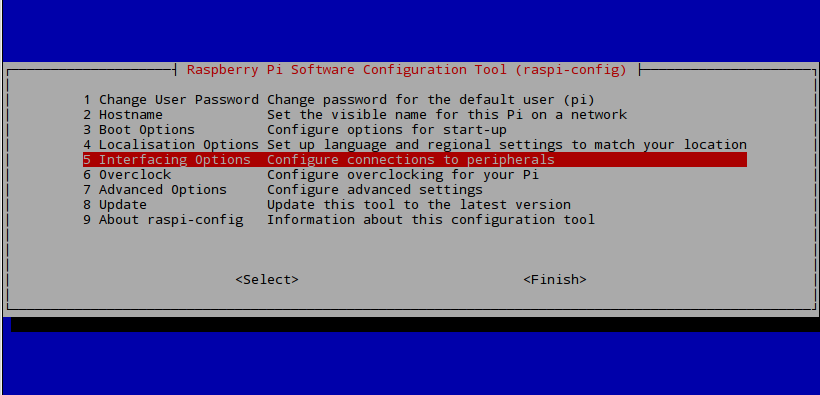 Raspberry Pi Software Configuration Tool (raspi-config)
1 Change User Password Change password for the default user (pi)
2 Hostname Set the visible name for this Pi on a network
3 Boot Options Configure options for start-up
4 Localisation Options Set up language and regional settings to match your location
5 Interfacing Options Configure connections to peripherals
6 Overclock Configure overclocking for your Pi
7 Advanced Options Configure advanced settings
8 Update Update this tool to the latest version
9 About raspi-config Information about this configuration tool
<Select> <Finish>